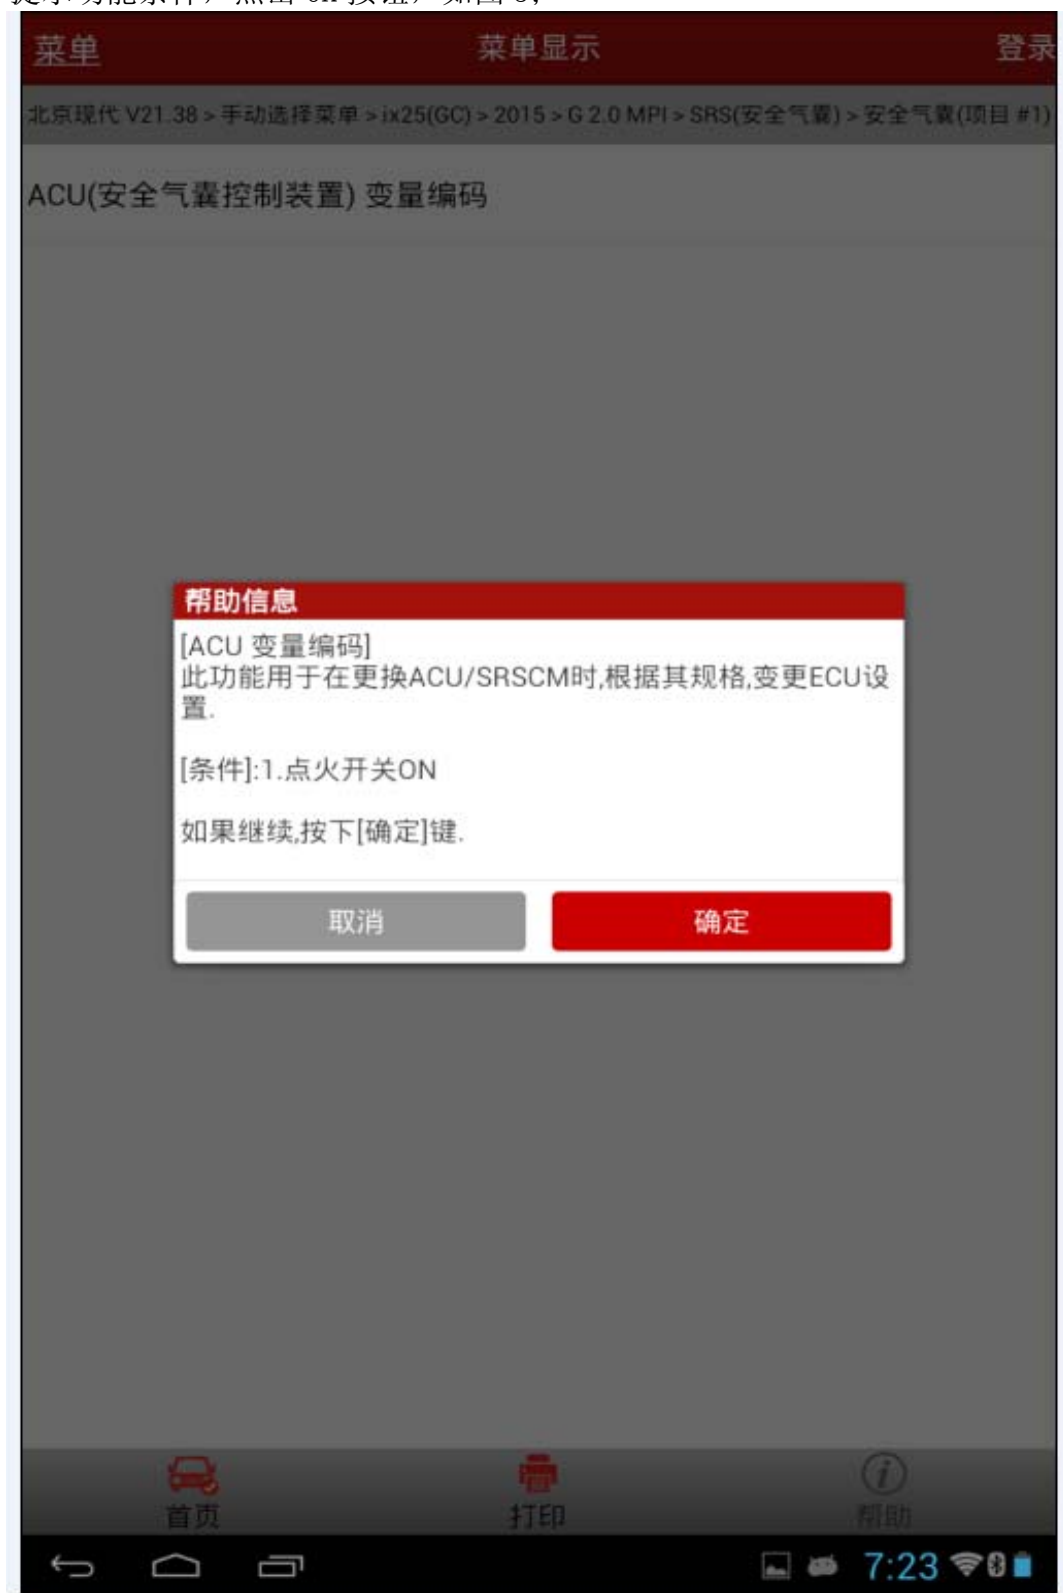 菜单
菜单显示
登录
北京现代 V21.38 > 手动选择菜单 > ix25(GC) > 2015 > G 2.0 MPI > SRS(安全气囊) > 安全气囊(项目 #1)
ACU(安全气囊控制装置) 变量编码
帮助信息
[ACU 变量编码]
此功能用于在更换ACU/SRSCM时,根据其规格,变更ECU设
置.
[条件]:1.点火开关ON
如果继续,按下[确定]键.
取消
确定
首页
打印
帮助
7:23